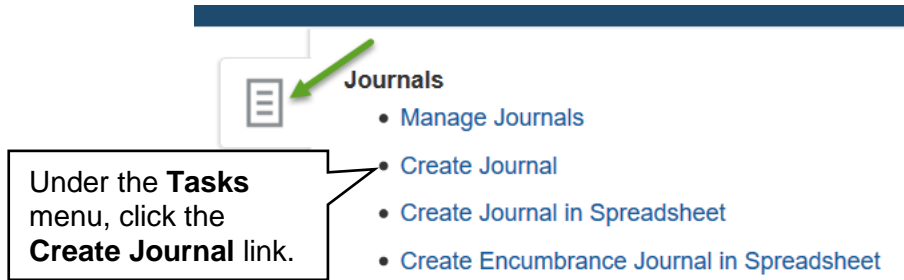 Journals
Manage Journals
Create Journal
Create Journal in Spreadsheet
Create Encumbrance Journal in Spreadsheet
Under the Tasks
menu, click the
Create Journal link.